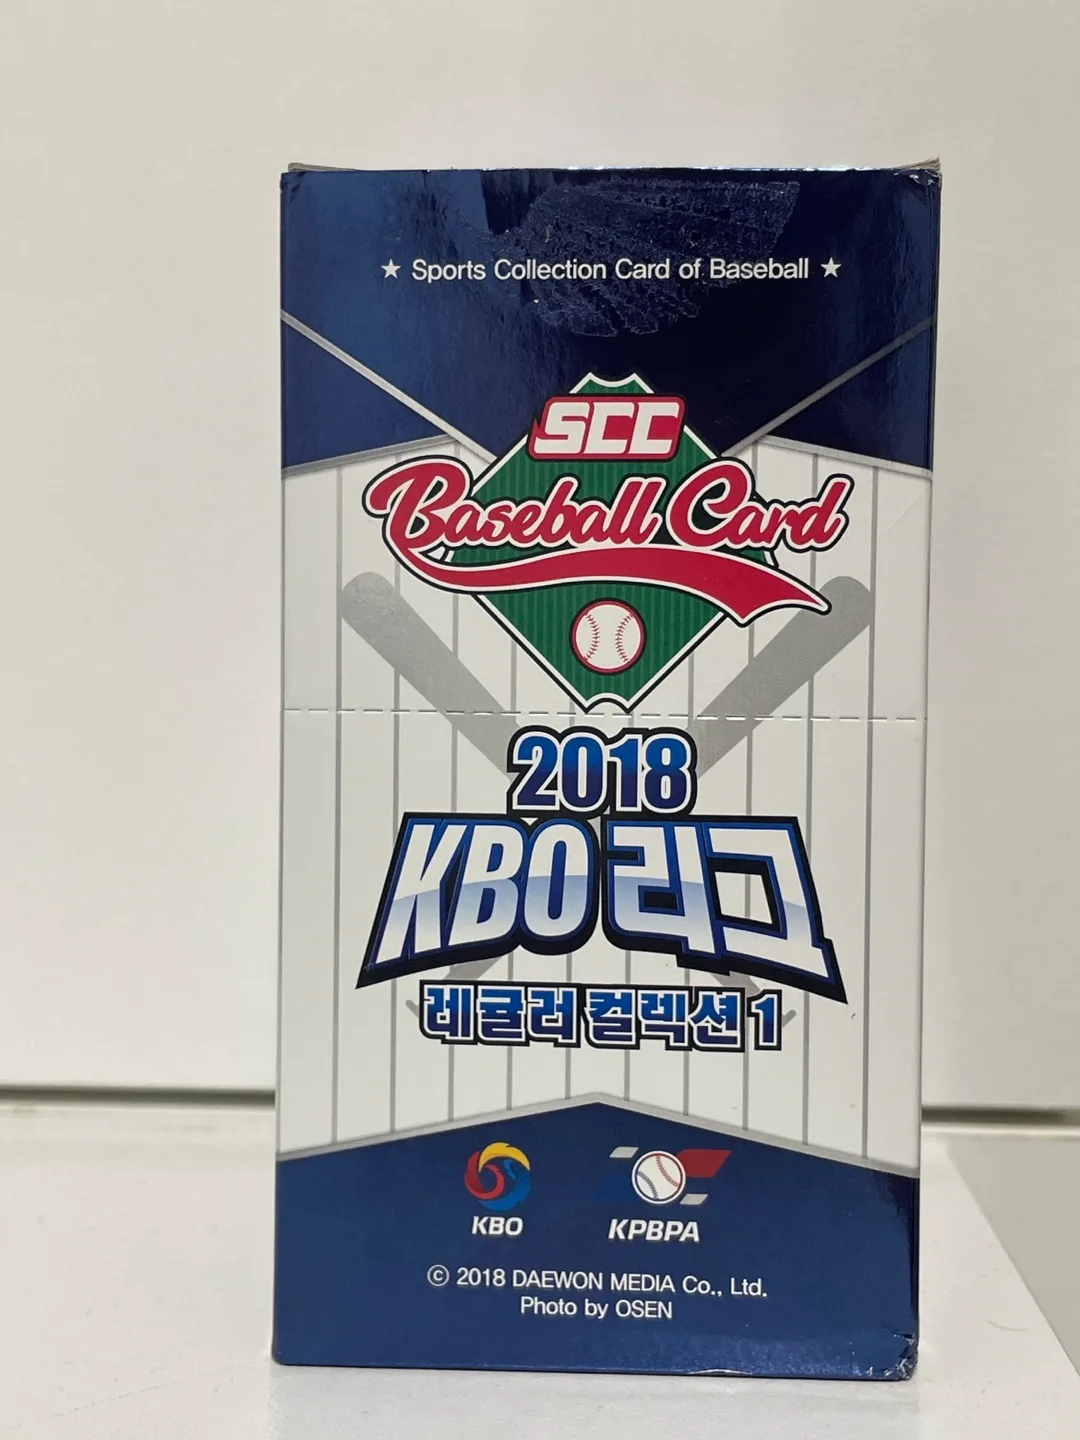 ★ Sports Collection Card of Baseball ★
SCC
Baseball Card
2018
KBO 리그
레귤러 컬렉션 1
KBO
KPBPA
© 2018 DAEWON MEDIA Co., Ltd.
Photo by OSEN